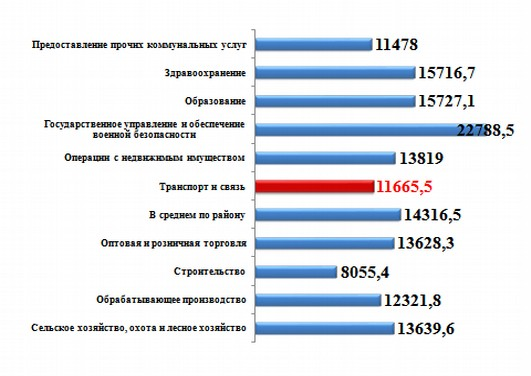 Предоставление прочих коммунальных услуг 11478
Здравоохранение 15716,7
Образование 15727,1
Государственное управление и обеспечение
военной безопасности 22788,5
Операции с недвижимым имуществом 13819
Транспорт и связь 11665,5
В среднем по району 14316,5
Оптовая и розничная торговля 13628,3
Строительство 8055,4
Обрабатывающее производство 12321,8
Сельское хозяйство, охота и лесное хозяйство 13639,6